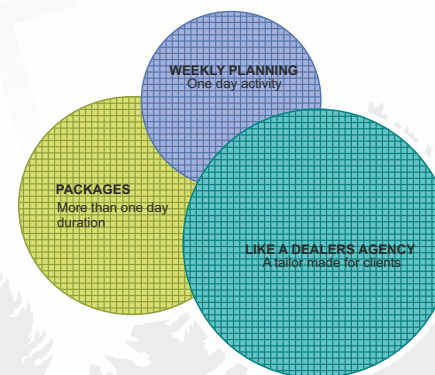 WEEKLY PLANNING
One day activity
PACKAGES
More than one day
duration
LIKE A DEALERS AGENCY
A tailor made for clients